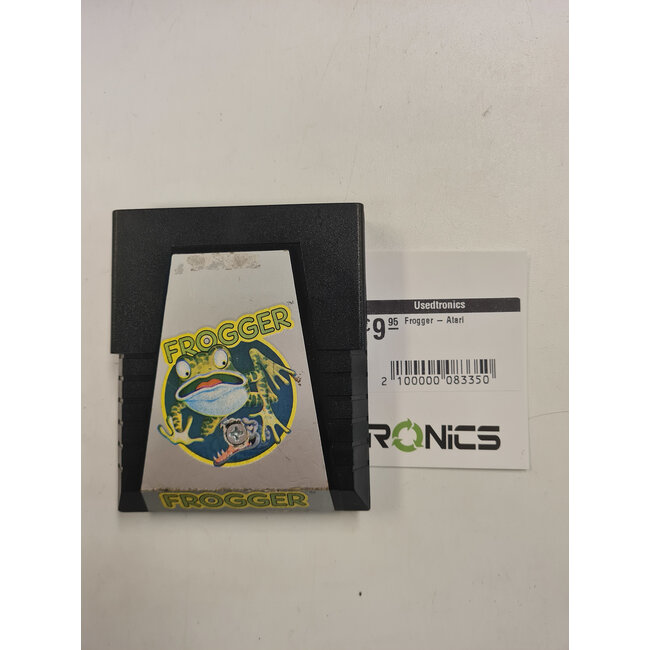 FROGGER
FROGGER
Usedtronics
€9 95 Frogger – Atari
2 100000 083350
RONICS